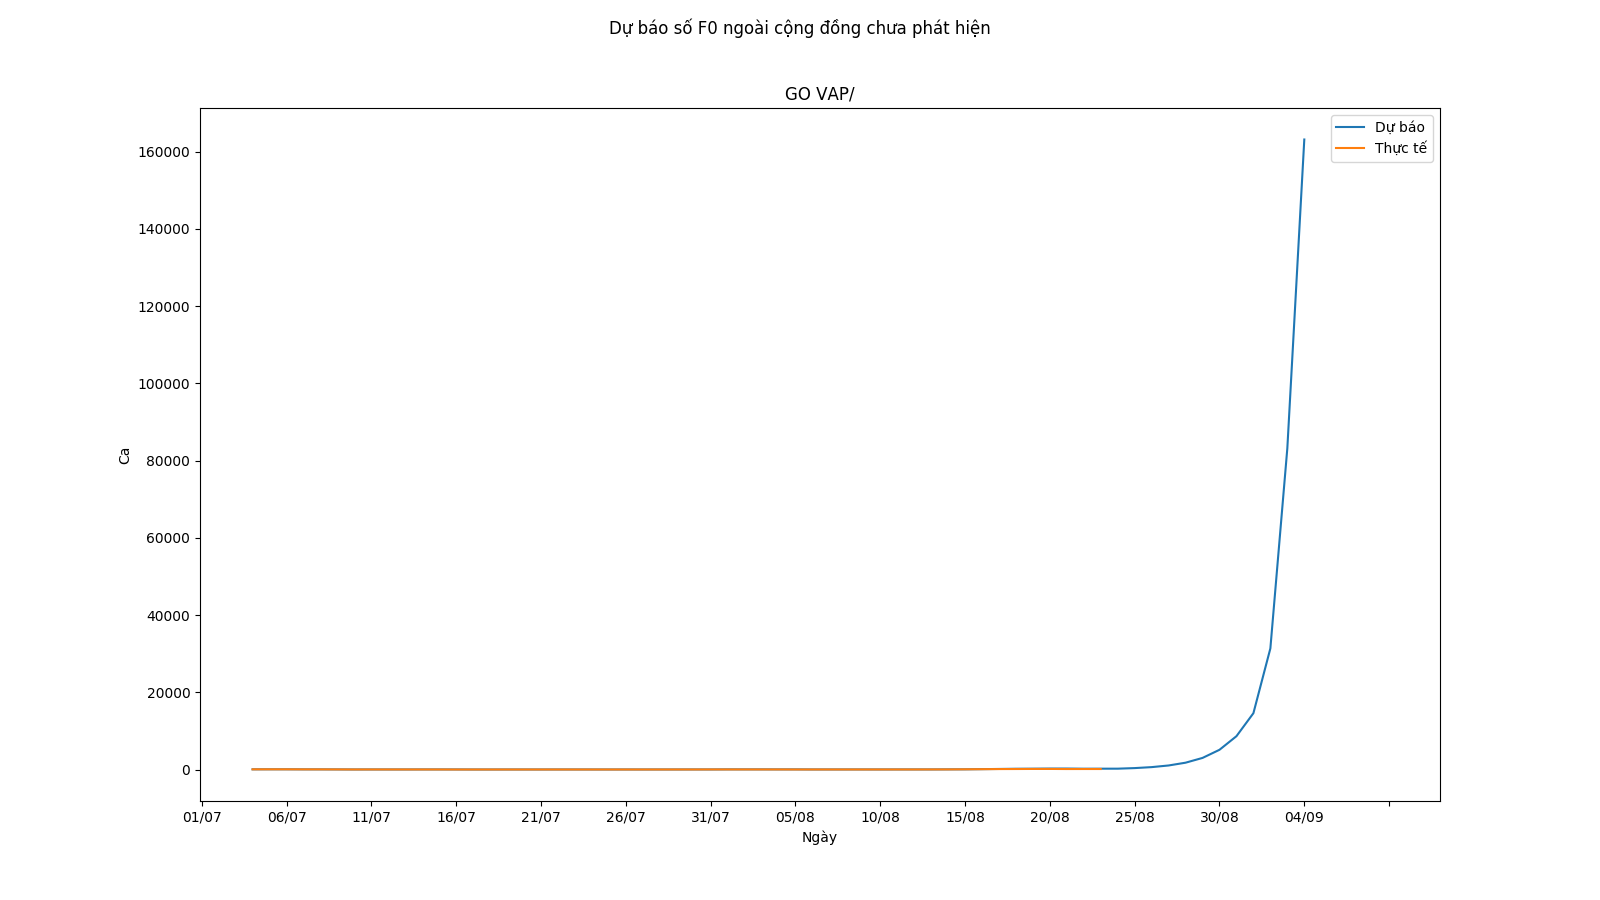 Dự báo số F0 ngoài cộng đồng chưa phát hiện
GO VAP/
Dự báo
Thực tế
160000
140000
120000
100000
80000
60000
40000
20000
0
Ca
01/07 06/07 11/07 16/07 21/07 26/07 31/07 05/08 10/08 15/08 20/08 25/08 30/08 04/09
Ngày